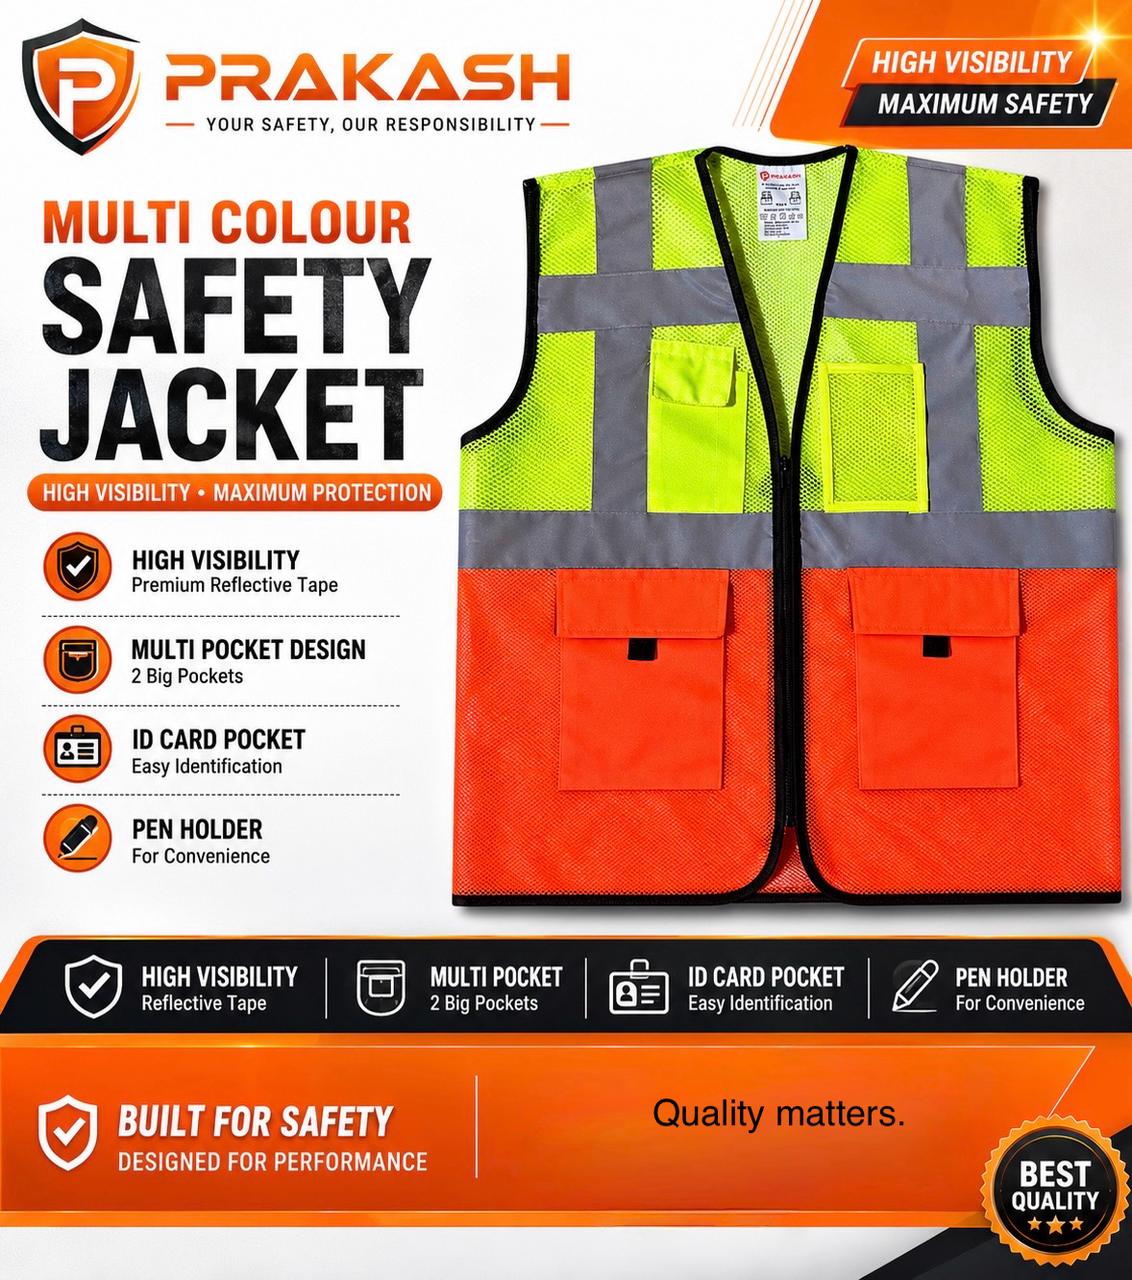 PRAKASH
YOUR SAFETY, OUR RESPONSIBILITY
HIGH VISIBILITY
MAXIMUM SAFETY
MULTI COLOUR
SAFETY
JACKET
HIGH VISIBILITY • MAXIMUM PROTECTION
HIGH VISIBILITY
Premium Reflective Tape
MULTI POCKET DESIGN
2 Big Pockets
ID CARD POCKET
Easy Identification
PEN HOLDER
For Convenience
PRAKASH
HIGH VISIBILITY
Reflective Tape
MULTI POCKET
2 Big Pockets
ID CARD POCKET
Easy Identification
PEN HOLDER
For Convenience
BUILT FOR SAFETY
DESIGNED FOR PERFORMANCE
Quality matters.
BEST
QUALITY